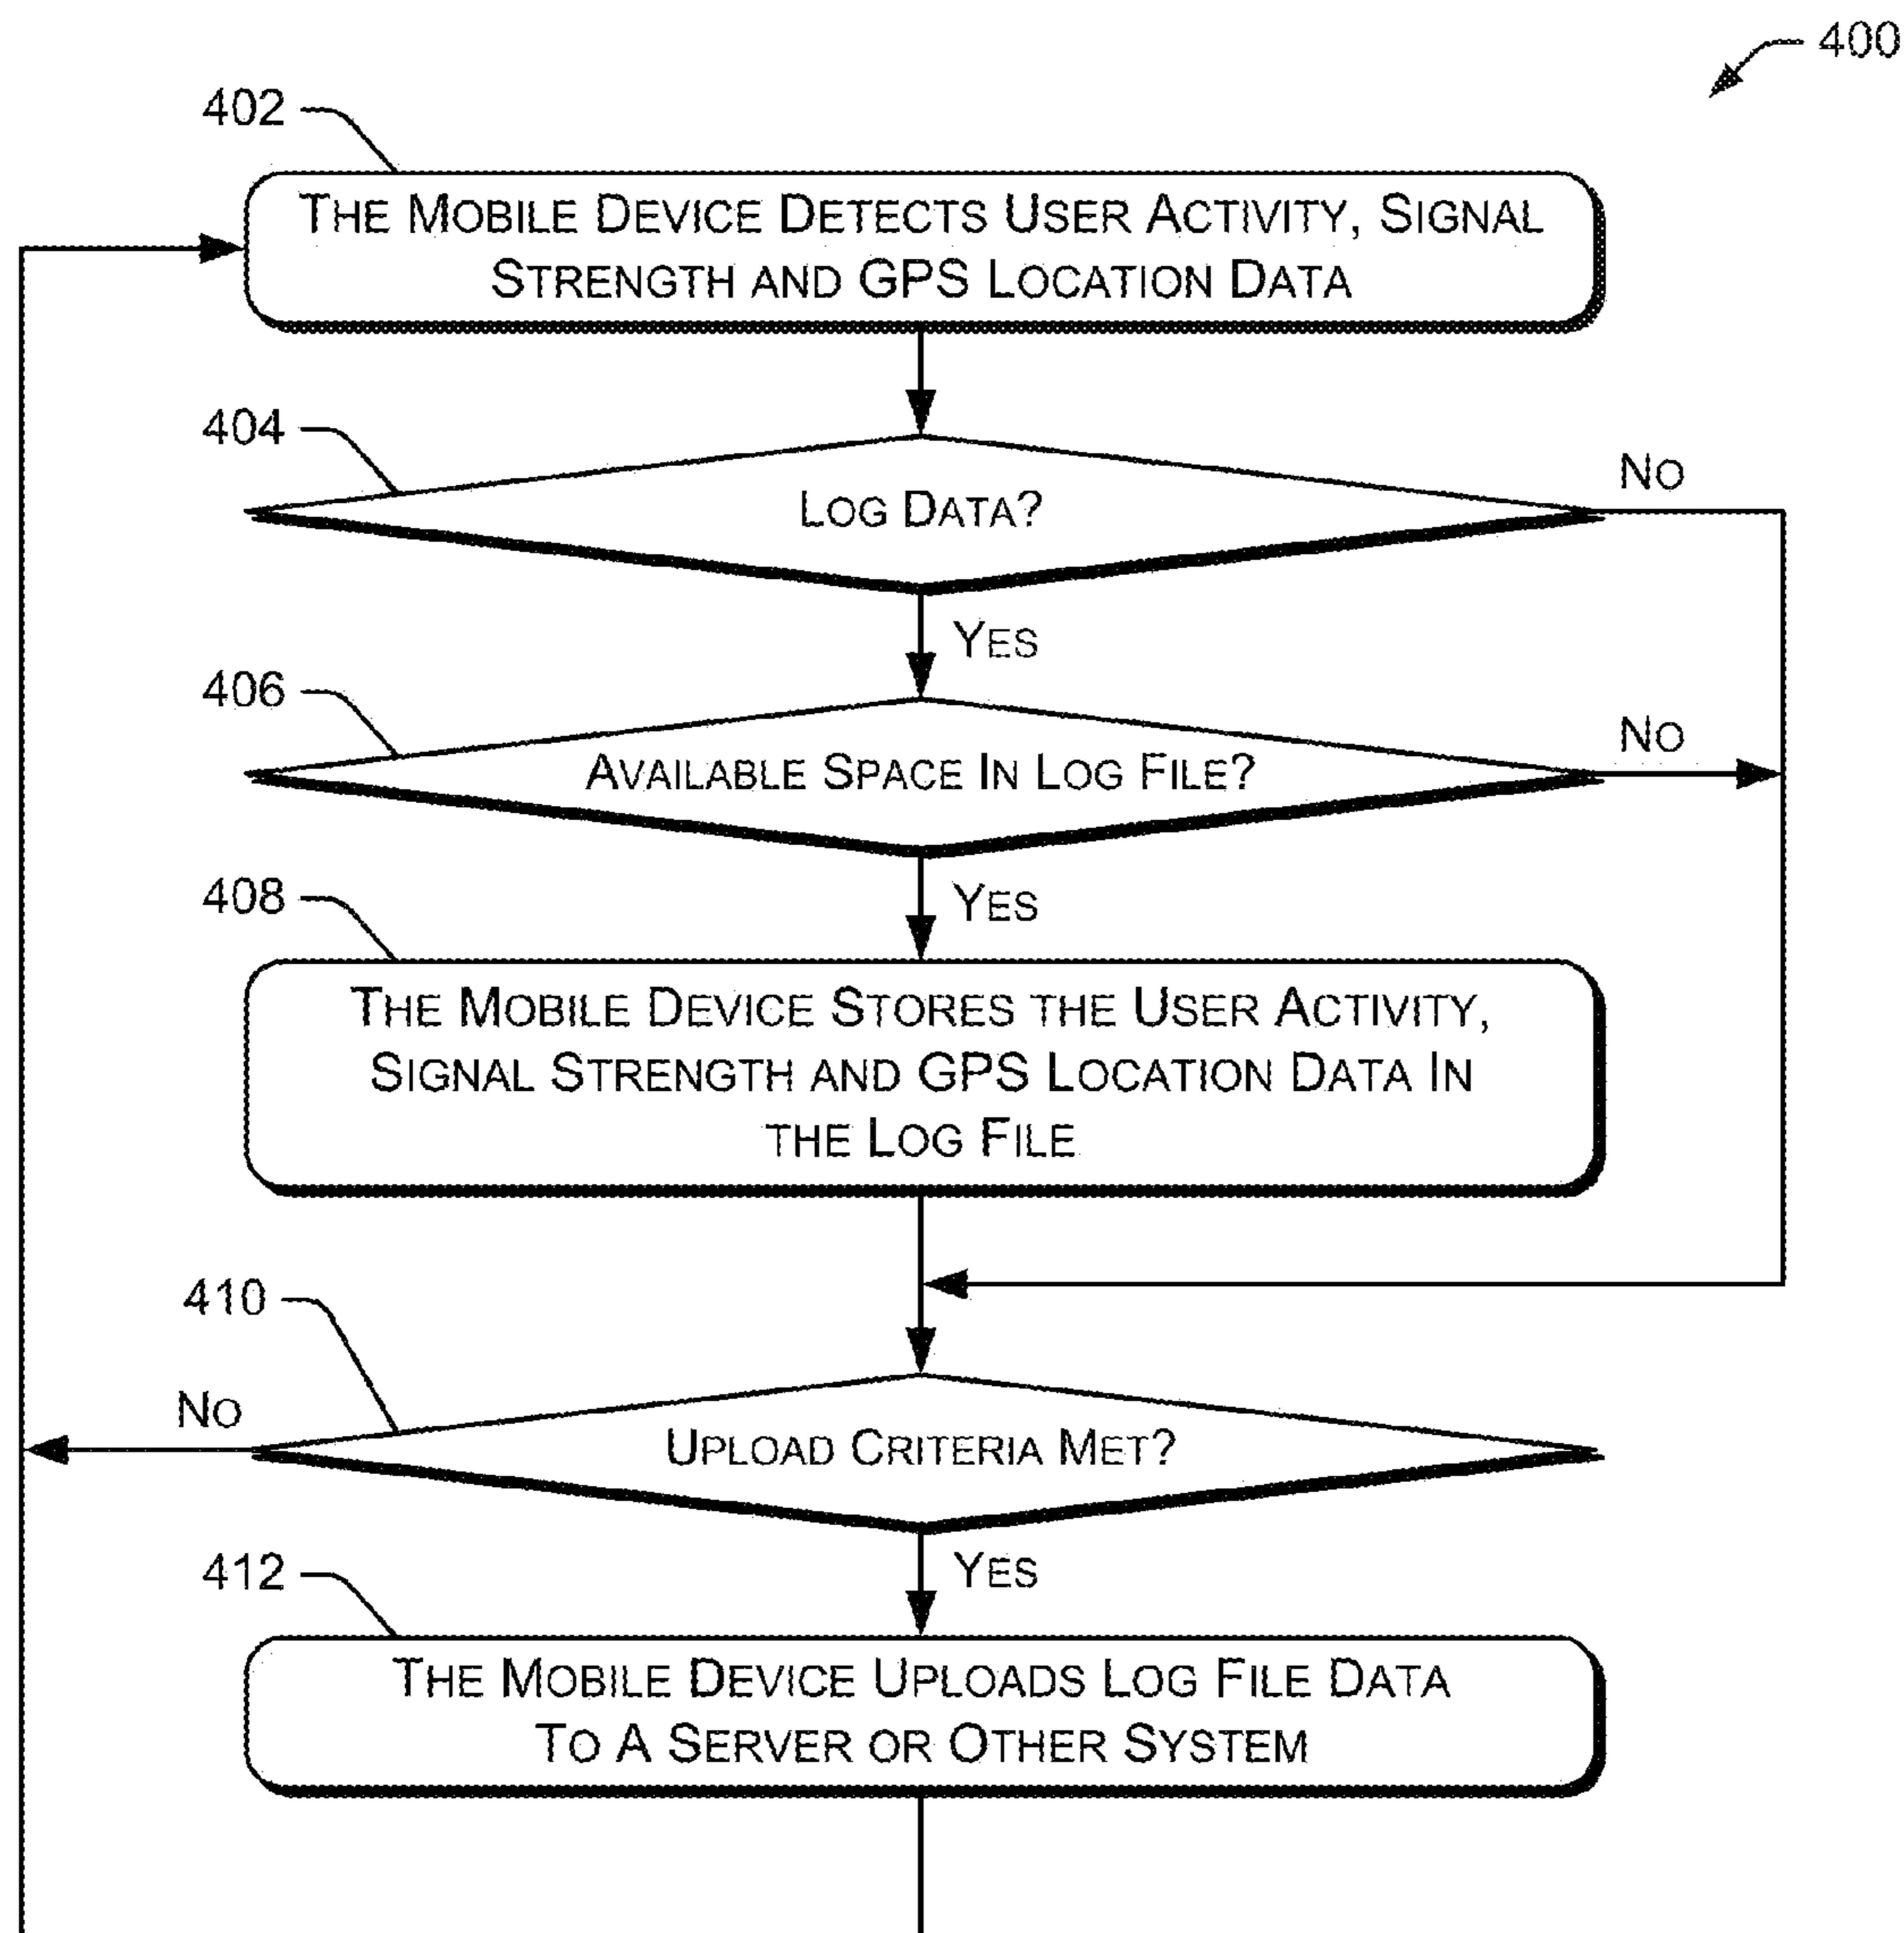 400
402
The Mobile Device Detects User Activity, Signal
Strength and GPS Location Data
404
Log Data?
No
Yes
406
Available Space In Log File?
No
Yes
408
The Mobile Device Stores the User Activity,
Signal Strength and GPS Location Data In
the Log File
410
No
Upload Criteria Met?
Yes
412
The Mobile Device Uploads Log File Data
To A Server or Other System